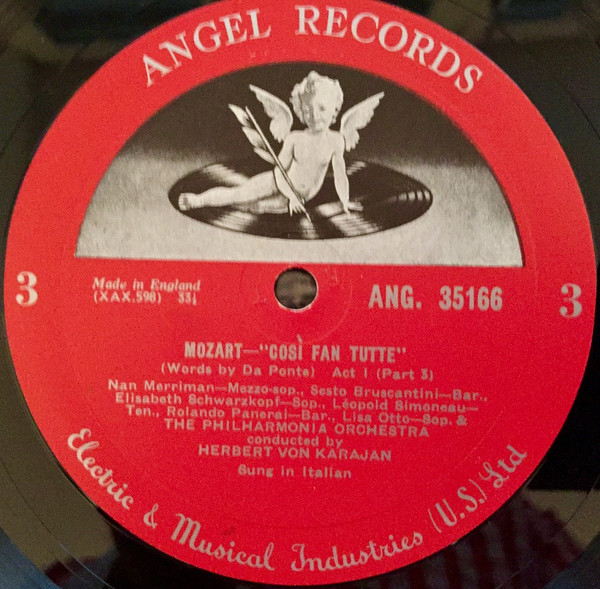 ANGEL RECORDS
3
Made in England
(XAX.598) 33⅓
ANG. 35166
3
MOZART—"COSÌ FAN TUTTE"
(Words by Da Ponte) Act I (Part 3)
Nan Merriman—Mezzo-sop., Sesto Bruscantini—Bar.,
Elisabeth Schwarzkopf—Sop., Léopold Simoneau—
Ten., Rolando Panerai—Bar., Lisa Otto—Sop. &
THE PHILHARMONIA ORCHESTRA
conducted by
HERBERT VON KARAJAN
Sung in Italian
Electric & Musical Industries (U.S.) Ltd